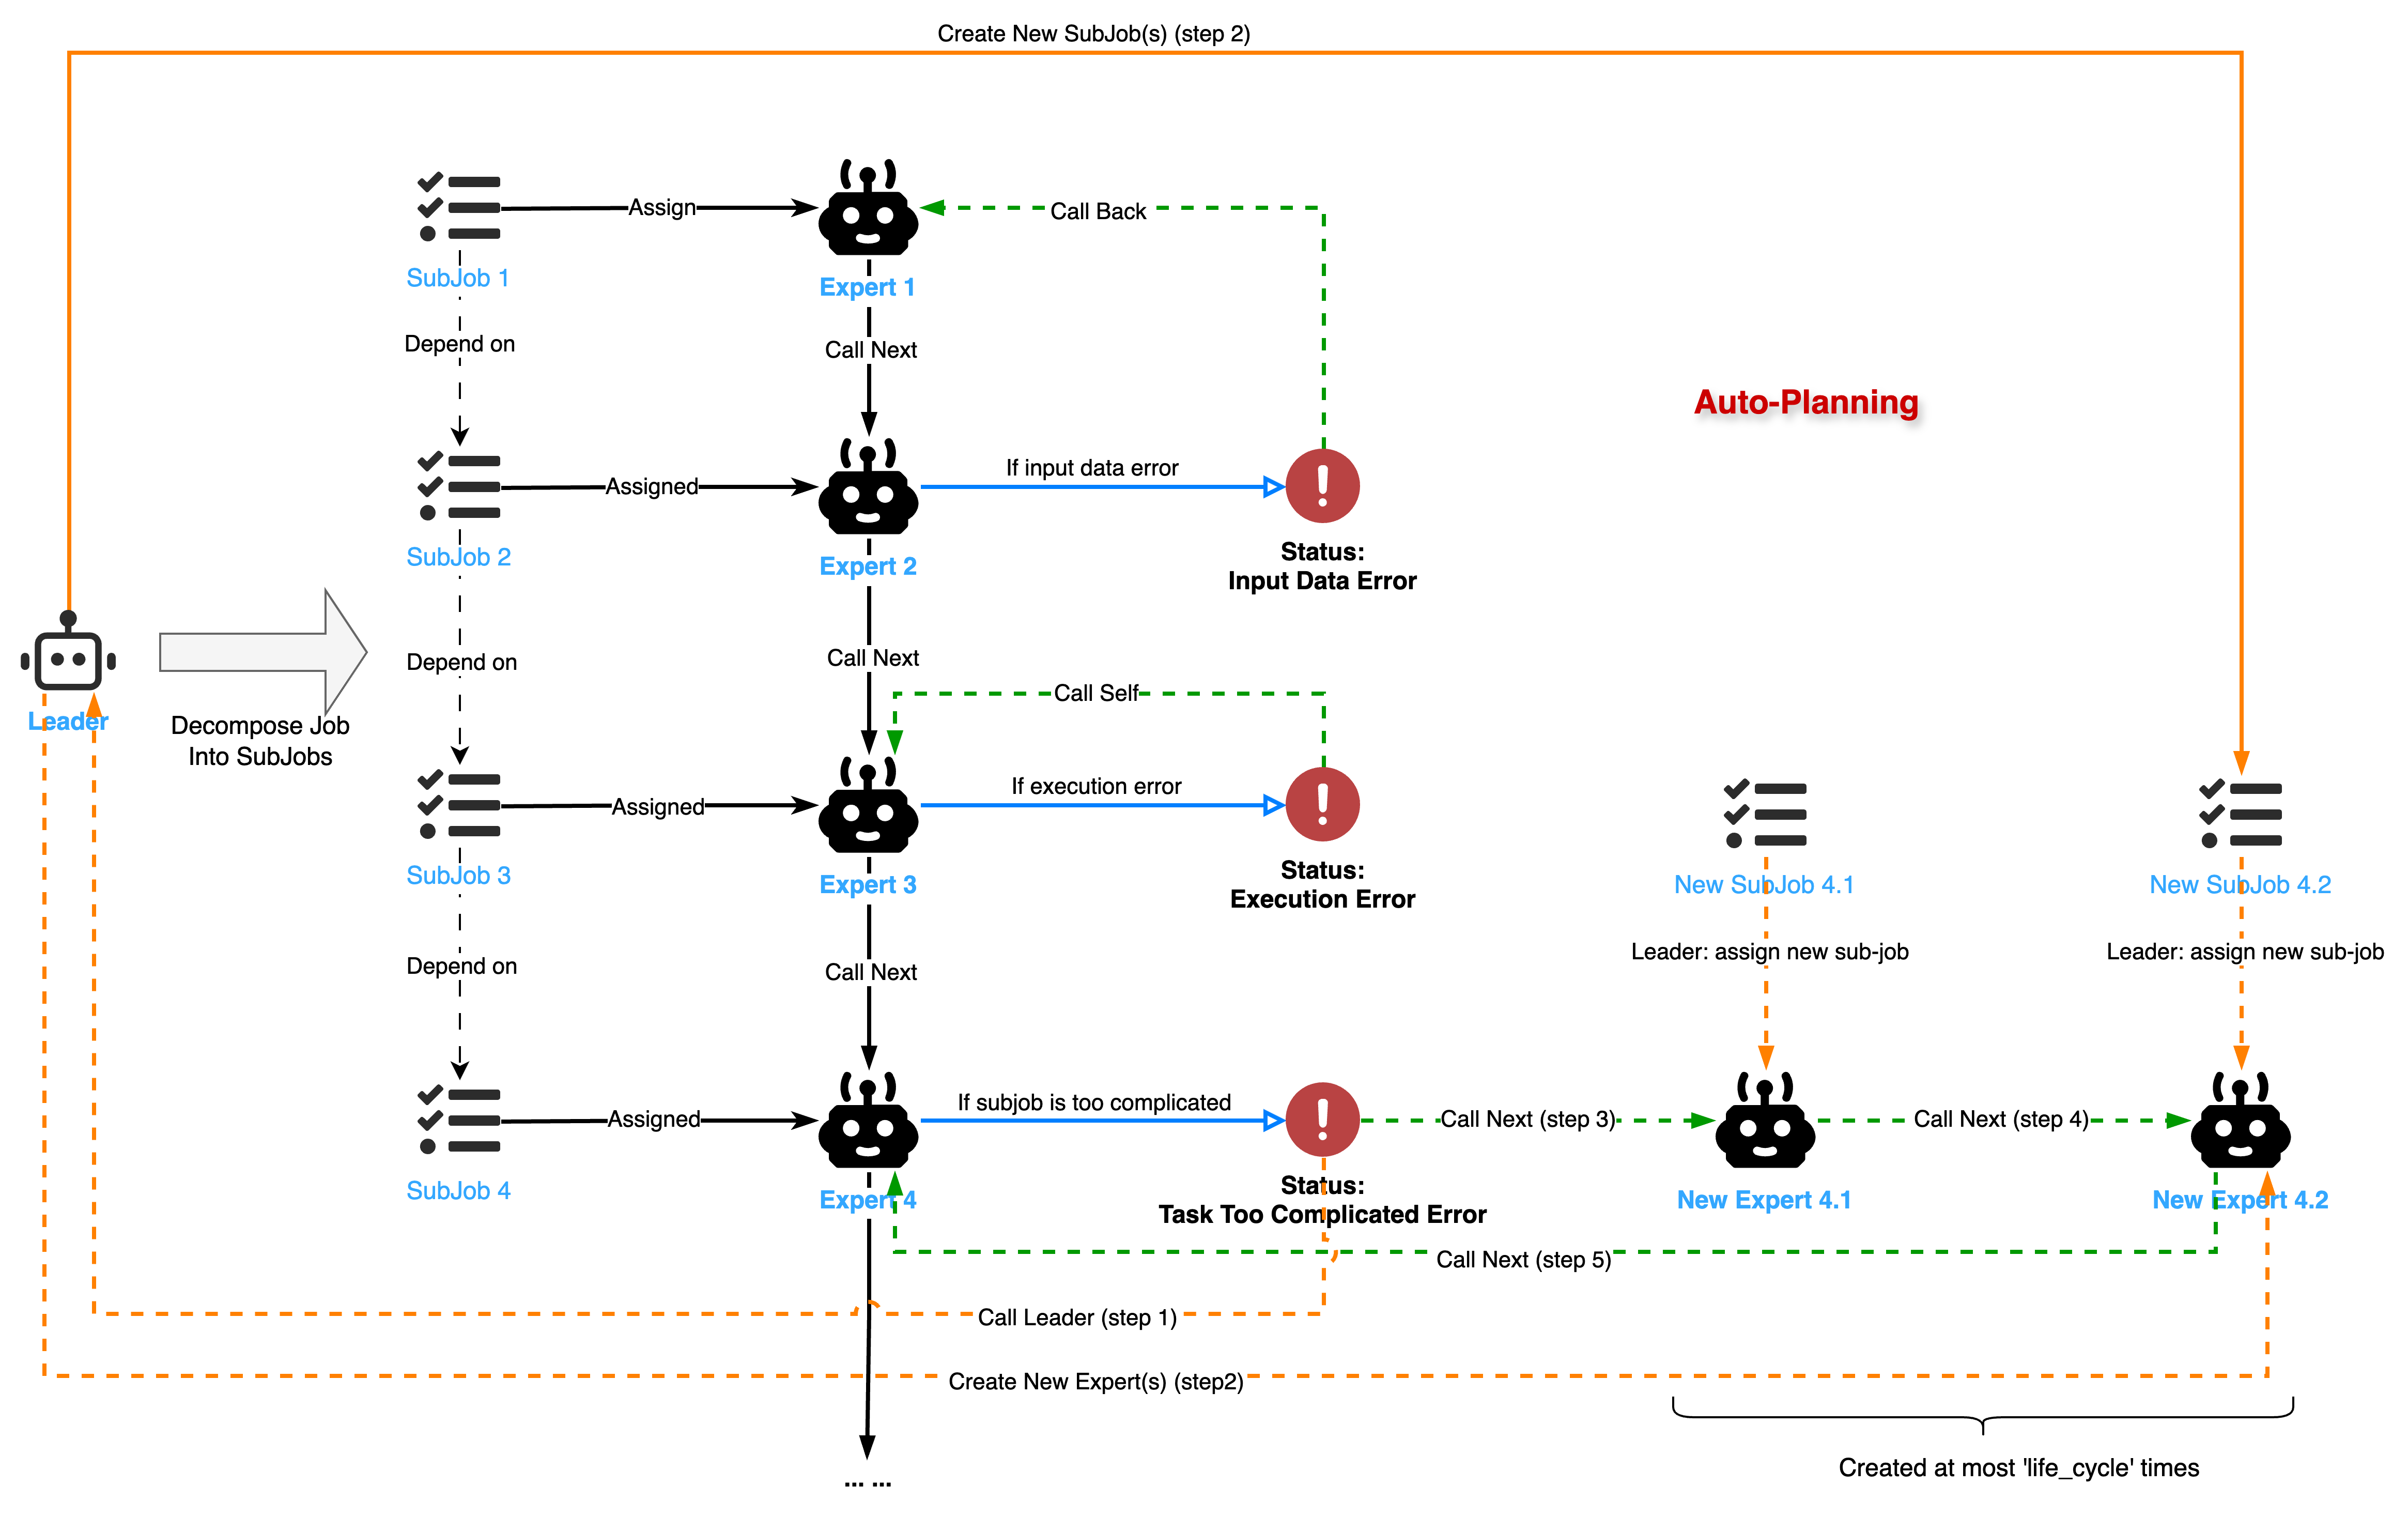 Create New SubJob(s) (step 2)
Assign
Call Back
SubJob 1
Expert 1
Depend on
Call Next
Auto-Planning
If input data error
Assigned
SubJob 2
Expert 2
Status:
Input Data Error
Depend on
Call Next
Leader
Decompose Job
Into SubJobs
Call Self
If execution error
Assigned
SubJob 3
Expert 3
Status:
Execution Error
New SubJob 4.1
New SubJob 4.2
Depend on
Call Next
Leader: assign new sub-job
Leader: assign new sub-job
If subjob is too complicated
Assigned
Call Next (step 3)
Call Next (step 4)
SubJob 4
Expert 4
Status:
Task Too Complicated Error
New Expert 4.1
New Expert 4.2
Call Next (step 5)
Call Leader (step 1)
Create New Expert(s) (step2)
Created at most 'life_cycle' times
... ...